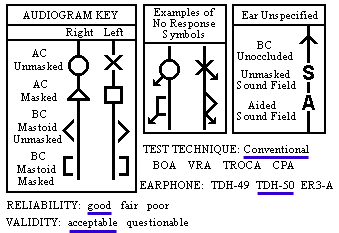 AUDIOGRAM KEY
Right Left
AC
Unmasked
AC
Masked
BC
Mastoid
Unmasked
BC
Mastoid
Masked
Examples of
No Response
Symbols
Ear Unspecified
BC
Unoccluded
Unmasked
Sound Field
S
Aided
Sound Field
A
TEST TECHNIQUE: Conventional
BOA VRA TROCA CPA
EARPHONE: TDH-49 TDH-50 ER3-A
RELIABILITY: good fair poor
VALIDITY: acceptable questionable